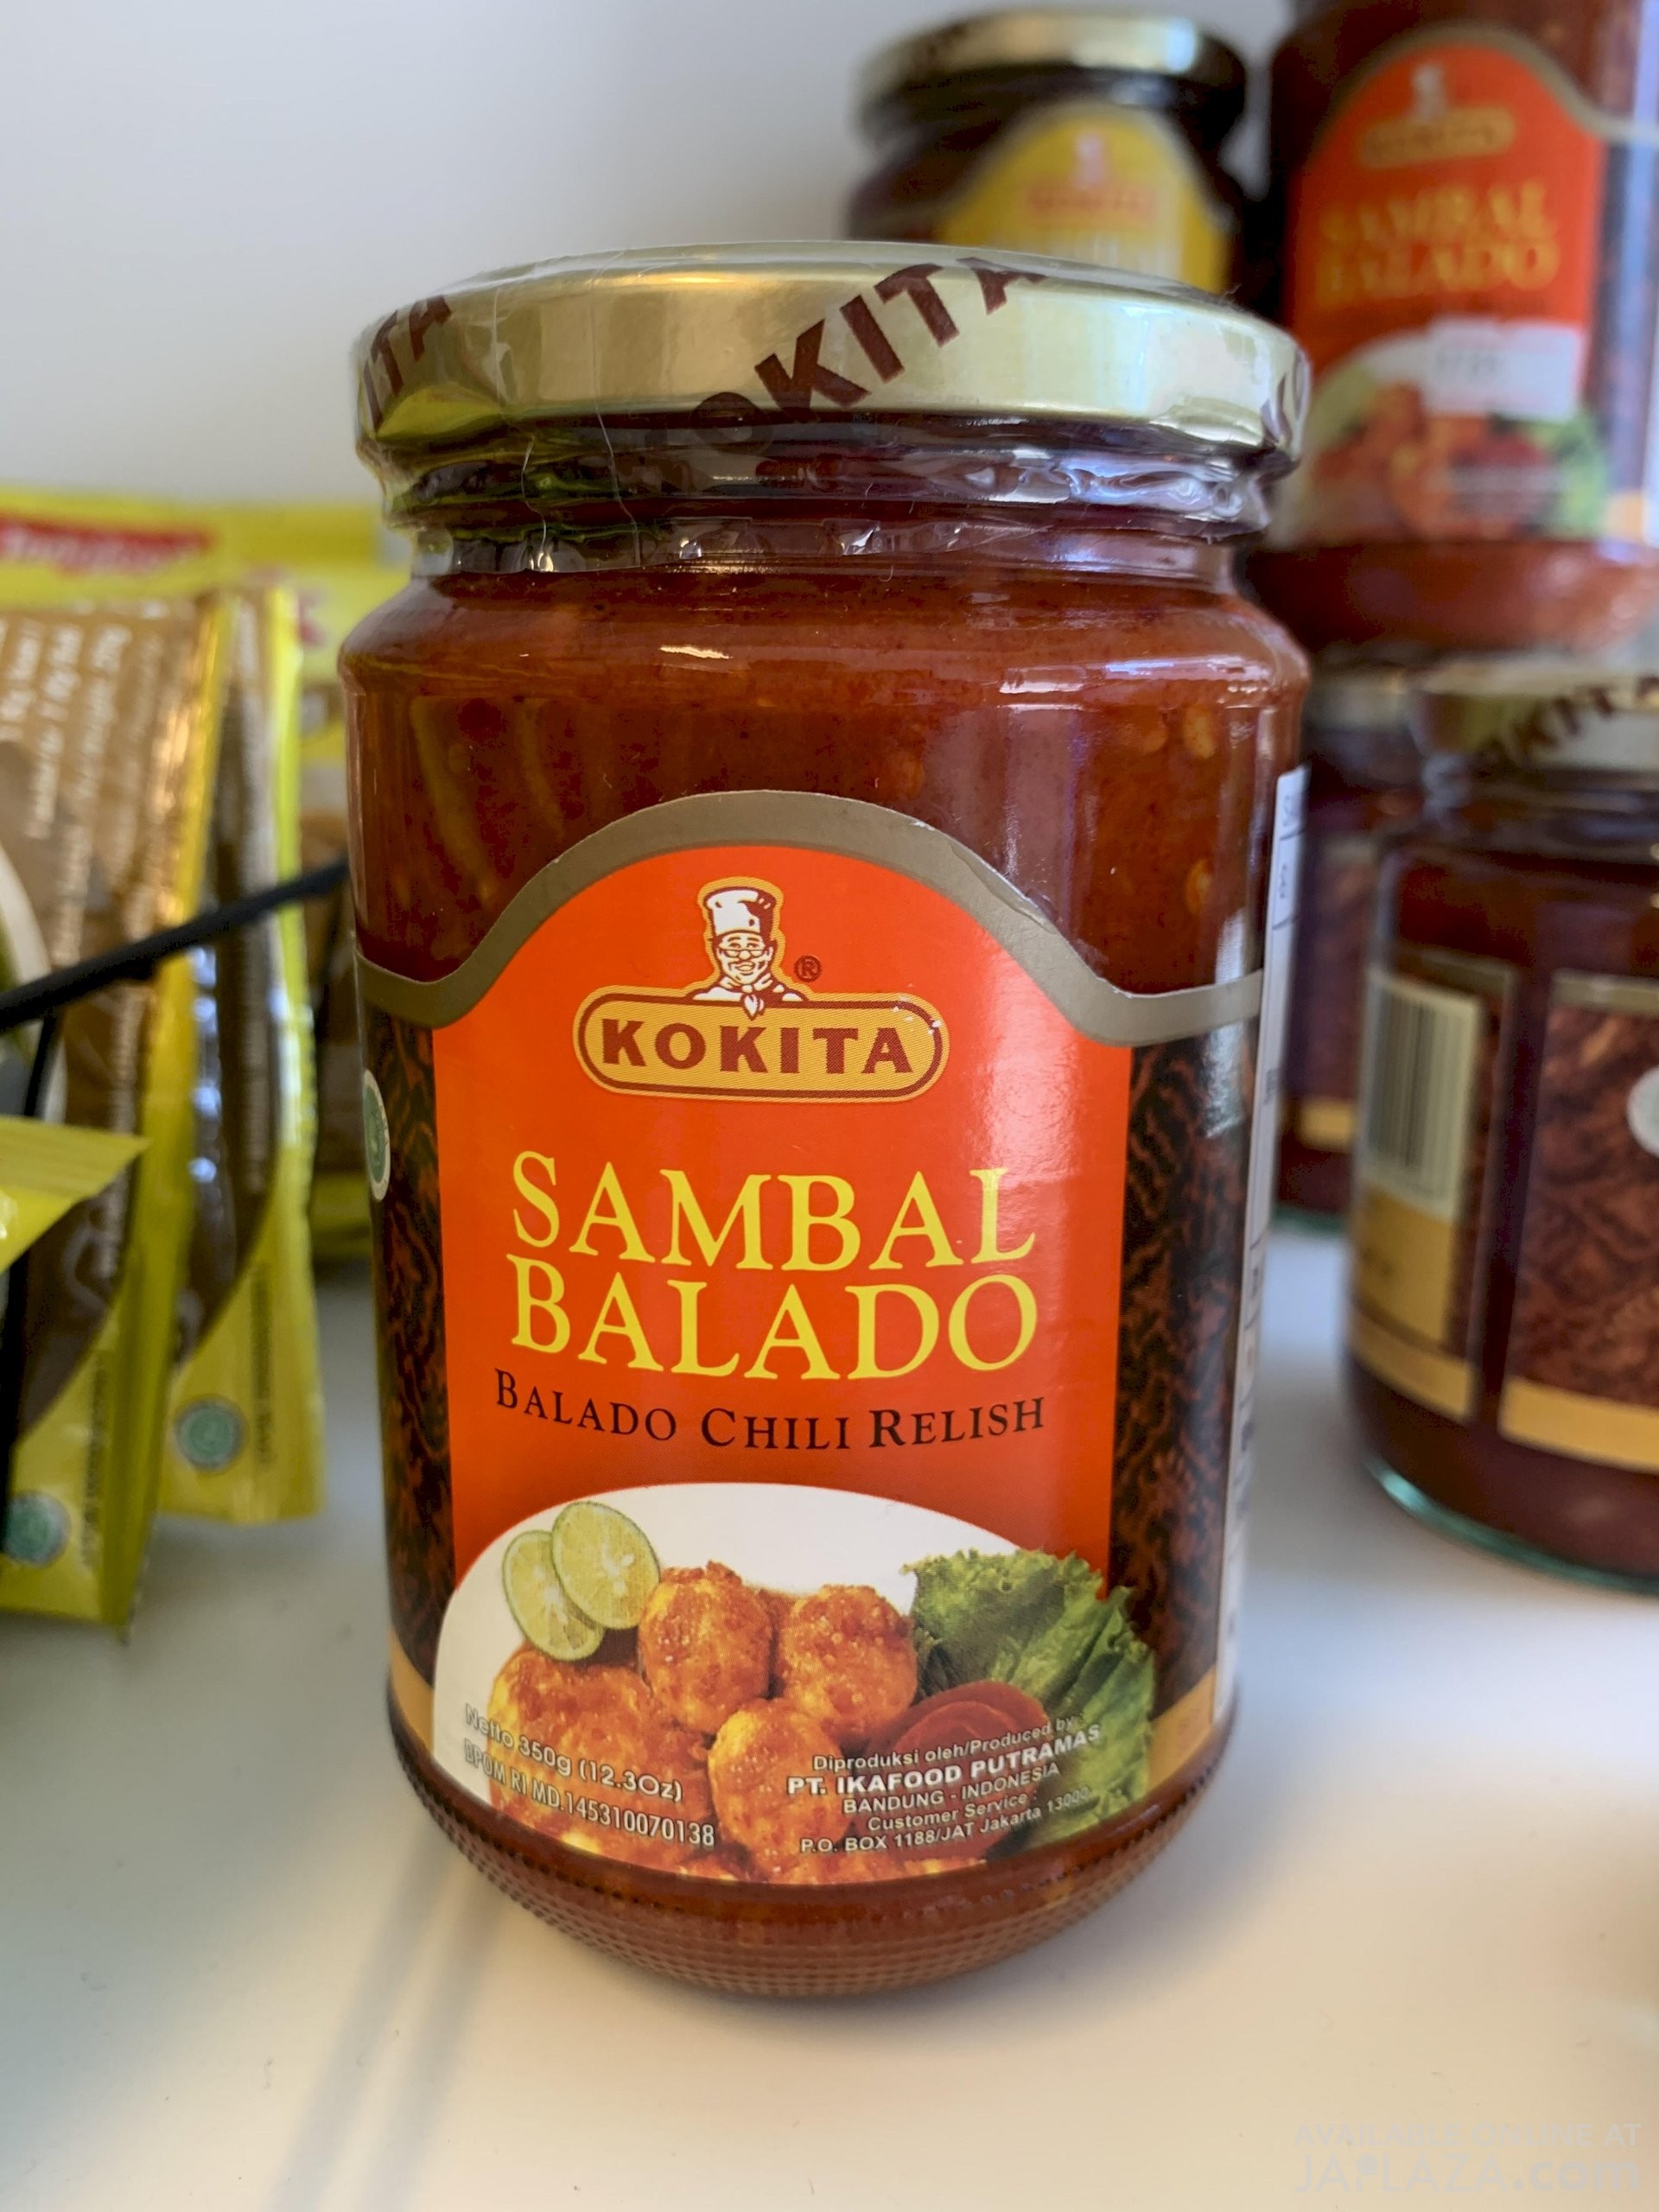 KOKITA
SAMBAL
BALADO
KOKITA
®
KOKITA
SAMBAL
BALADO
BALADO CHILI RELISH
Netto 350g (12.3Oz)
BPOM RI MD.145310070138
Diproduksi oleh/Produced by:
PT. IKAFOOD PUTRAMAS
BANDUNG - INDONESIA
Customer Service :
P.O. BOX 1188/JAT Jakarta 13000
AVAILABLE ONLINE AT
JAPLAZA.com